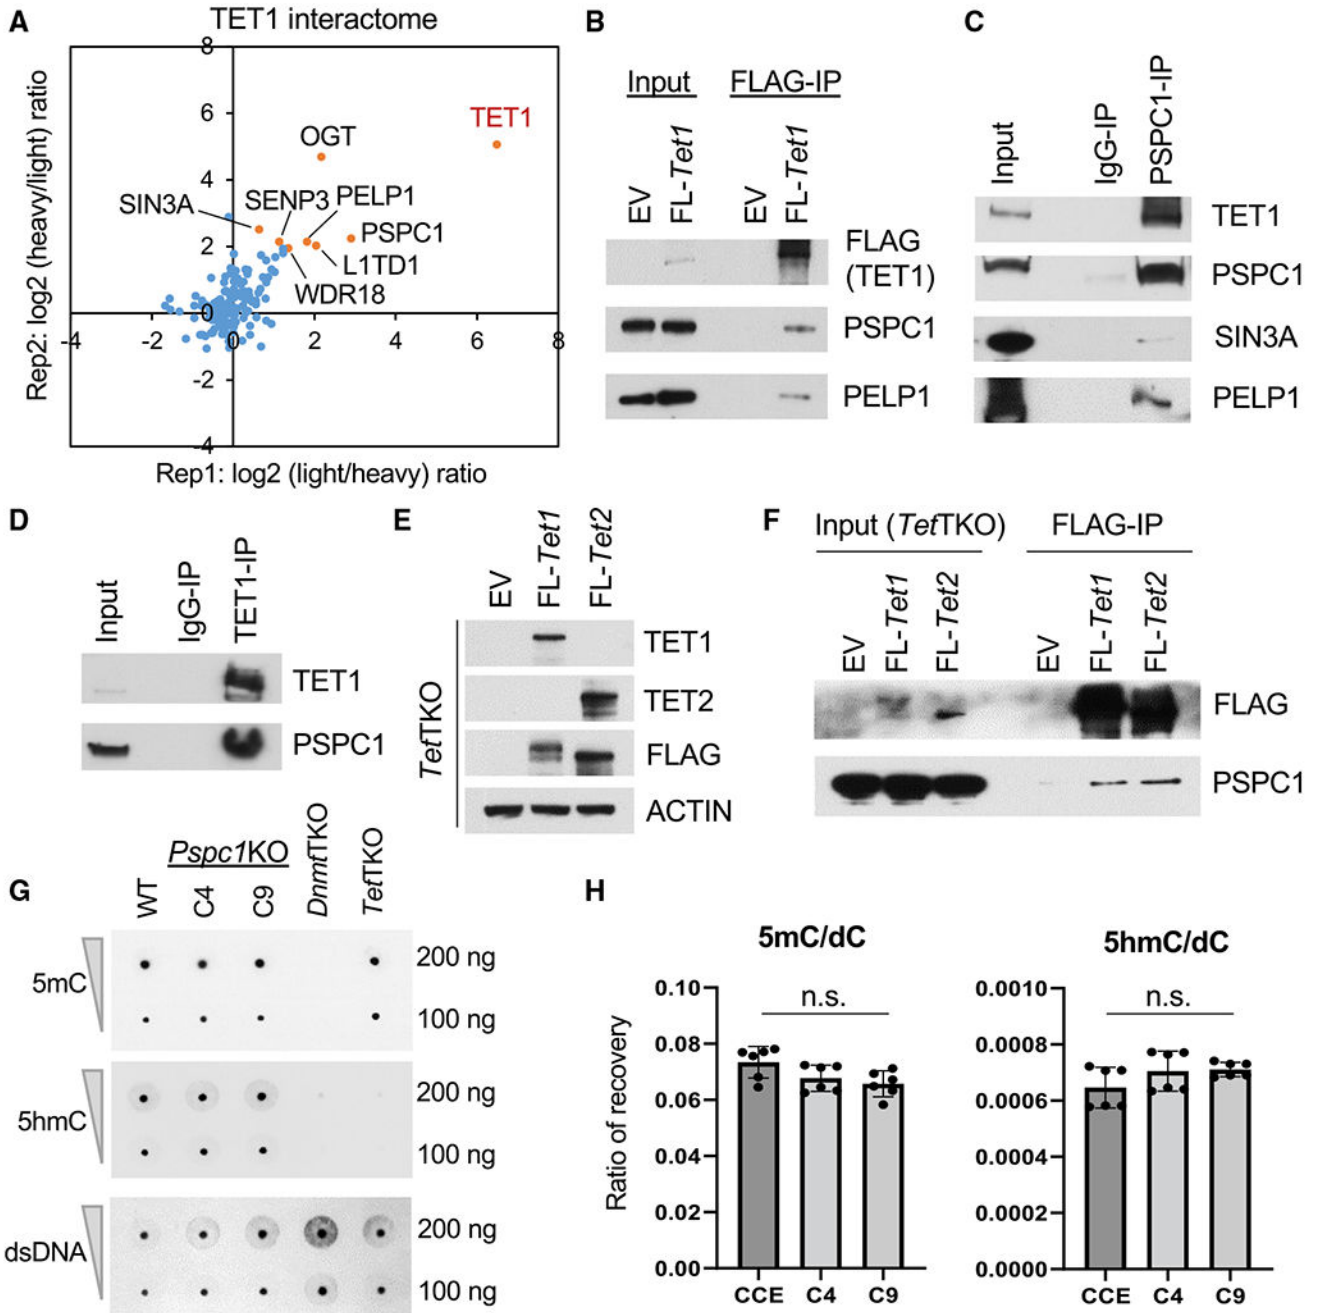 A
TET1 interactome
Rep2: log2 (heavy/light) ratio
8
6
4
2
0
-2
-4
-4
-2
0
2
4
6
8
TET1
OGT
SIN3A
SENP3
PELP1
PSPC1
L1TD1
WDR18
Rep1: log2 (light/heavy) ratio
B
Input
FLAG-IP
EV
FL-Tet1
EV
FL-Tet1
FLAG
(TET1)
PSPC1
PELP1
C
Input
IgG-IP
PSPC1-IP
TET1
PSPC1
SIN3A
PELP1
D
Input
IgG-IP
TET1-IP
TET1
PSPC1
E
EV
FL-Tet1
FL-Tet2
TetTKO
TET1
TET2
FLAG
ACTIN
F
Input (TetTKO)
FLAG-IP
EV
FL-Tet1
FL-Tet2
EV
FL-Tet1
FL-Tet2
FLAG
PSPC1
G
Pspc1KO
WT
C4
C9
DnmtTKO
TetTKO
5mC
200 ng
100 ng
5hmC
200 ng
100 ng
dsDNA
200 ng
100 ng
H
5mC/dC
Ratio of recovery
0.10
0.08
0.06
0.04
0.02
0.00
n.s.
CCE
C4
C9
5hmC/dC
0.0010
0.0008
0.0006
0.0004
0.0002
0.0000
n.s.
CCE
C4
C9